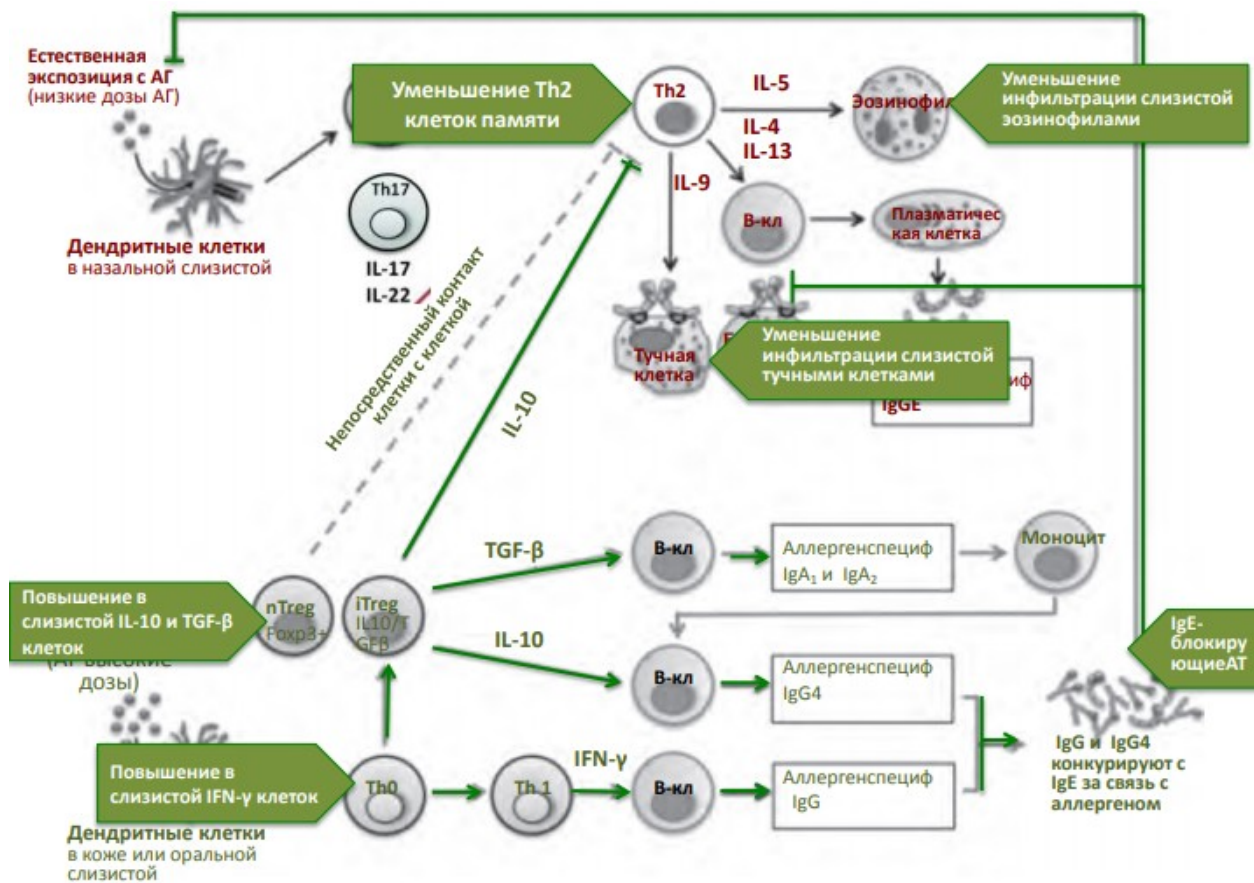 Естественная
экспозиция с АГ
(низкие дозы АГ)
Уменьшение Th2
клеток памяти
Th2
IL-5
Эозинофил
Уменьшение
инфильтрации слизистой
эозинофилами
IL-4
IL-13
IL-9
Th17
В-кл
Плазматичес
кая клетка
Дендритные клетки
в назальной слизистой
IL-17
IL-22
Непосредственный контакт
клетки с клеткой
IL-10
Тучная
клетка
Уменьшение
инфильтрации слизистой
тучными клетками
иф
IgGE
TGF-β
В-кл
Аллергенспециф
IgA₁ и IgA₂
Моноцит
Повышение в
слизистой IL-10 и TGF-β
клеток
nTreg
Foxp3+
iTreg
IL10/T
GFβ
IL-10
В-кл
Аллергенспециф
IgG4
IgE-
блокиру
ющиеАТ
(АГ высокие
дозы)
Повышение в
слизистой IFN-γ клеток
Th0
Th 1
IFN-γ
В-кл
Аллергенспециф
IgG
IgG и IgG4
конкурируют с
IgE за связь с
аллергеном
Дендритные клетки
в коже или оральной
слизистой